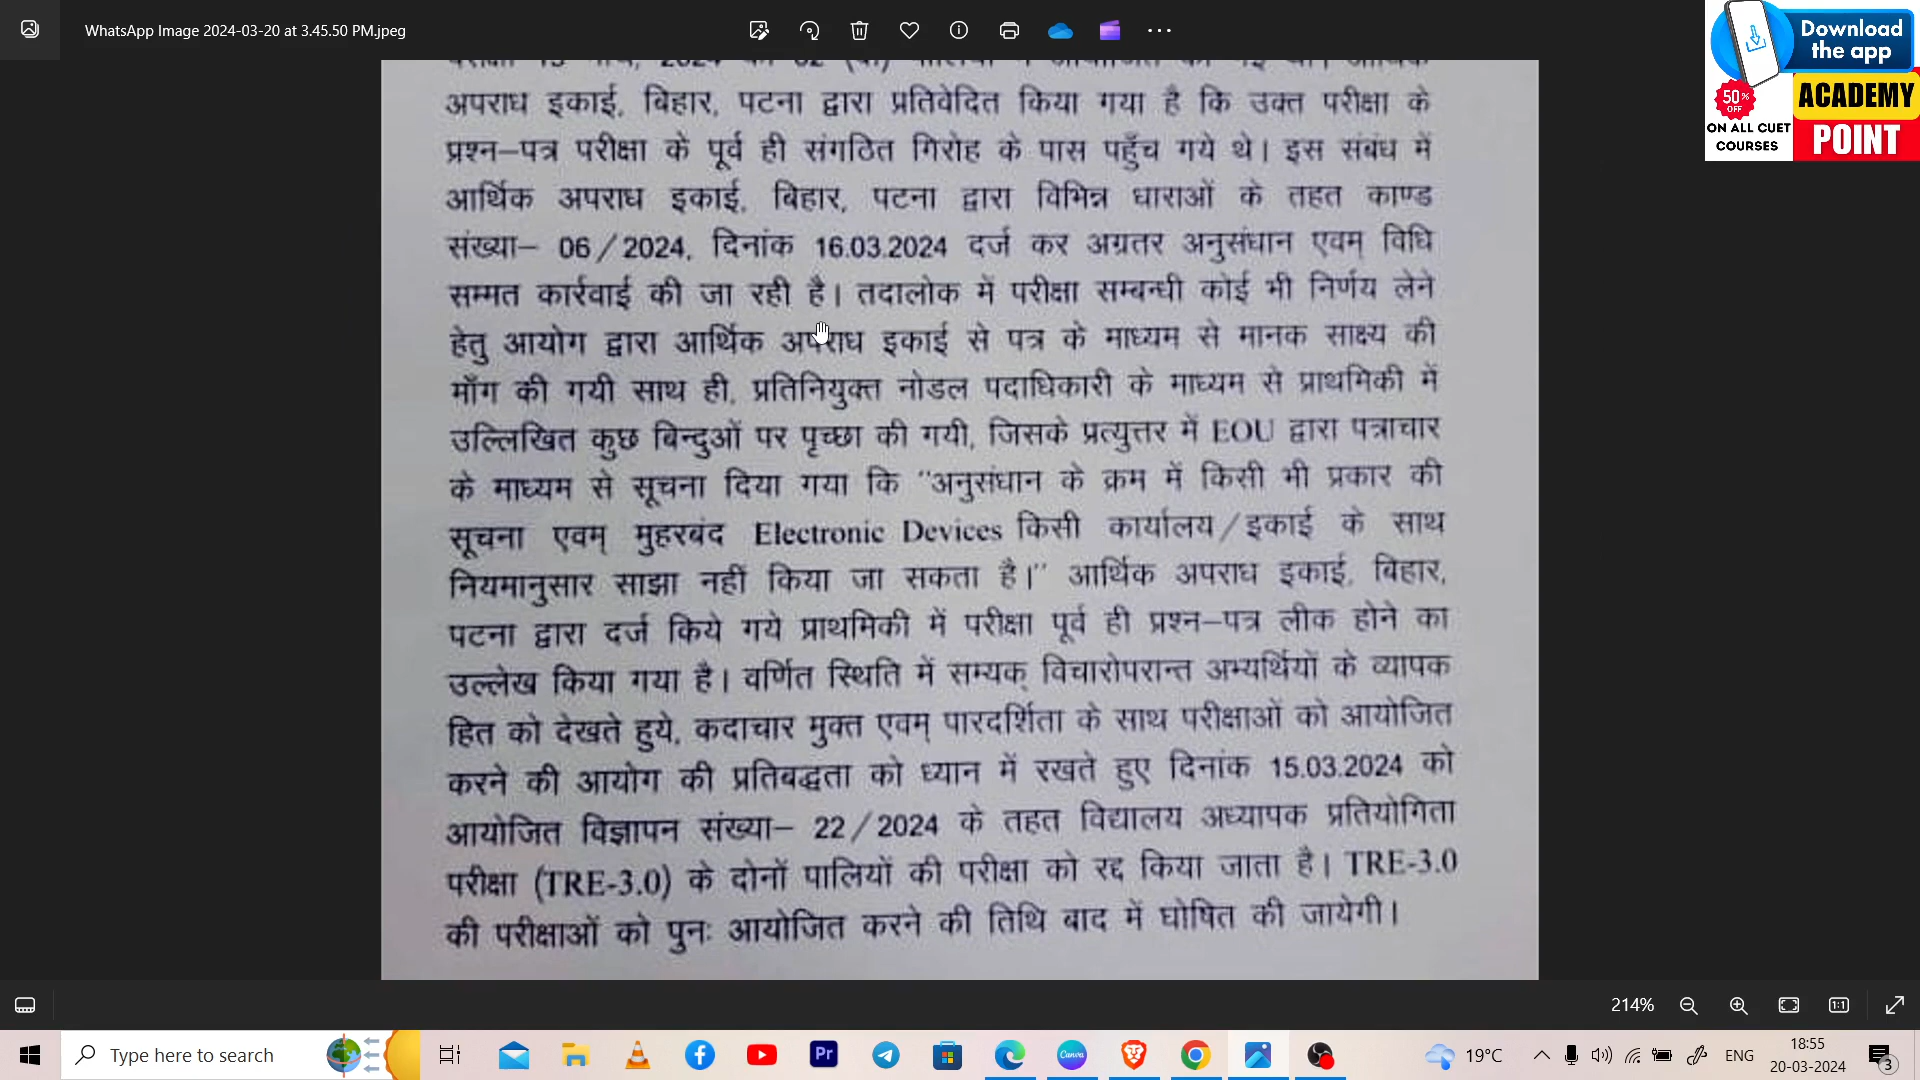 WhatsApp Image 2024-03-20 at 3.45.50 PM.jpeg
Download
the app
50%
OFF
ON ALL CUET
COURSES
ACADEMY
POINT
अपराध इकाई, बिहार, पटना द्वारा प्रतिवेदित किया गया है कि उक्त परीक्षा के
प्रश्न–पत्र परीक्षा के पूर्व ही संगठित गिरोह के पास पहुँच गये थे। इस संबंध में
आर्थिक अपराध इकाई, बिहार, पटना द्वारा विभिन्न धाराओं के तहत काण्ड
संख्या– 06/2024, दिनांक 16.03.2024 दर्ज कर अग्रतर अनुसंधान एवम् विधि
सम्मत कार्रवाई की जा रही है। तदालोक में परीक्षा सम्बन्धी कोई भी निर्णय लेने
हेतु आयोग द्वारा आर्थिक अपराध इकाई से पत्र के माध्यम से मानक साक्ष्य की
माँग की गयी साथ ही, प्रतिनियुक्त नोडल पदाधिकारी के माध्यम से प्राथमिकी में
उल्लिखित कुछ बिन्दुओं पर पृच्छा की गयी, जिसके प्रत्युत्तर में EOU द्वारा पत्राचार
के माध्यम से सूचना दिया गया कि "अनुसंधान के क्रम में किसी भी प्रकार की
सूचना एवम् मुहरबंद Electronic Devices किसी कार्यालय/इकाई के साथ
नियमानुसार साझा नहीं किया जा सकता है।" आर्थिक अपराध इकाई, बिहार,
पटना द्वारा दर्ज किये गये प्राथमिकी में परीक्षा पूर्व ही प्रश्न–पत्र लीक होने का
उल्लेख किया गया है। वर्णित स्थिति में सम्यक् विचारोपरान्त अभ्यर्थियों के व्यापक
हित को देखते हुये, कदाचार मुक्त एवम् पारदर्शिता के साथ परीक्षाओं को आयोजित
करने की आयोग की प्रतिबद्धता को ध्यान में रखते हुए दिनांक 15.03.2024 को
आयोजित विज्ञापन संख्या– 22/2024 के तहत विद्यालय अध्यापक प्रतियोगिता
परीक्षा (TRE-3.0) के दोनों पालियों की परीक्षा को रद्द किया जाता है। TRE-3.0
की परीक्षाओं को पुनः आयोजित करने की तिथि बाद में घोषित की जायेगी।
214%
1:1
Type here to search
Pr
Canva
19°C
ENG
18:55
20-03-2024
3